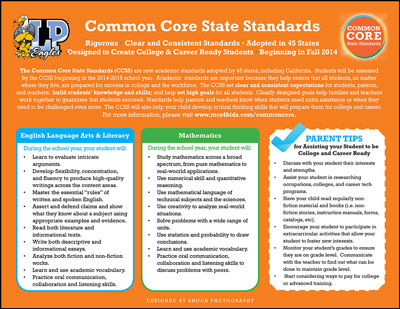 LP
Eagles
Common Core State Standards
Rigorous Clear and Consistent Standards · Adopted in 45 States
Designed to Create College & Career Ready Students Beginning in Fall 2014
COMMON
CORE
State Standards
The Common Core State Standards (CCSS) are new academic standards adopted by 45 states, including California. Students will be assessed
by the CCSS beginning in the 2014-2015 school year. Academic standards are important because they help ensure that all students, no matter
where they live, are prepared for success in college and the workforce. The CCSS set clear and consistent expectations for students, parents,
and teachers; build students' knowledge and skills; and help set high goals for all students. Clearly designed goals help families and teachers
work together to guarantee that students succeed. Standards help parents and teachers know when students need extra assistance or when they
need to be challenged even more. The CCSS will also help your child develop critical thinking skills that will prepare them for college and career.
For more information, please visit www.mcs4kids.com/commoncore.
English Language Arts & Literacy
During the school year, your student will:
• Learn to evaluate intricate
arguments.
• Develop flexibility, concentration,
and fluency to produce high-quality
writings across the content areas.
• Master the essential "rules" of
written and spoken English.
• Assert and defend claims and show
what they know about a subject using
appropriate examples and evidence.
• Read both literature and
informational texts.
• Write both descriptive and
informational essays.
• Analyze both fiction and non-fiction
works.
• Learn and use academic vocabulary.
• Practice oral communication,
collaboration and listening skills.
Mathematics
During the school year, your student will:
• Study mathematics across a broad
spectrum, from pure mathematics to
real-world applications.
• Use numerical skill and quantitative
reasoning.
• Use mathematical language of
technical subjects and the sciences.
• Use creativity to analyze real-world
situations.
• Solve problems with a wide range of
units.
• Use statistics and probability to draw
conclusions.
• Learn and use academic vocabulary.
• Practice oral communication,
collaboration and listening skills to
discuss problems with peers.
PARENT TIPS
for Assisting your Student to be
College and Career Ready
• Discuss with your student their interests
and strengths.
• Assist your student in researching
occupations, colleges, and career tech
programs.
• Have your child read regularly non-
fiction material and books (i.e. non-
fiction stories, instruction manuals, forms,
catalogs, etc).
• Encourage your student to participate in
extracurricular activities that will allow your
student to foster new interests.
• Monitor your student's grades to ensure
they are on grade level. Communicate
with the teacher to find out what can be
done to maintain grade level.
• Start considering ways to pay for college
or advanced training.
DESIGNED BY SNOOR PHOTOGRAPHY